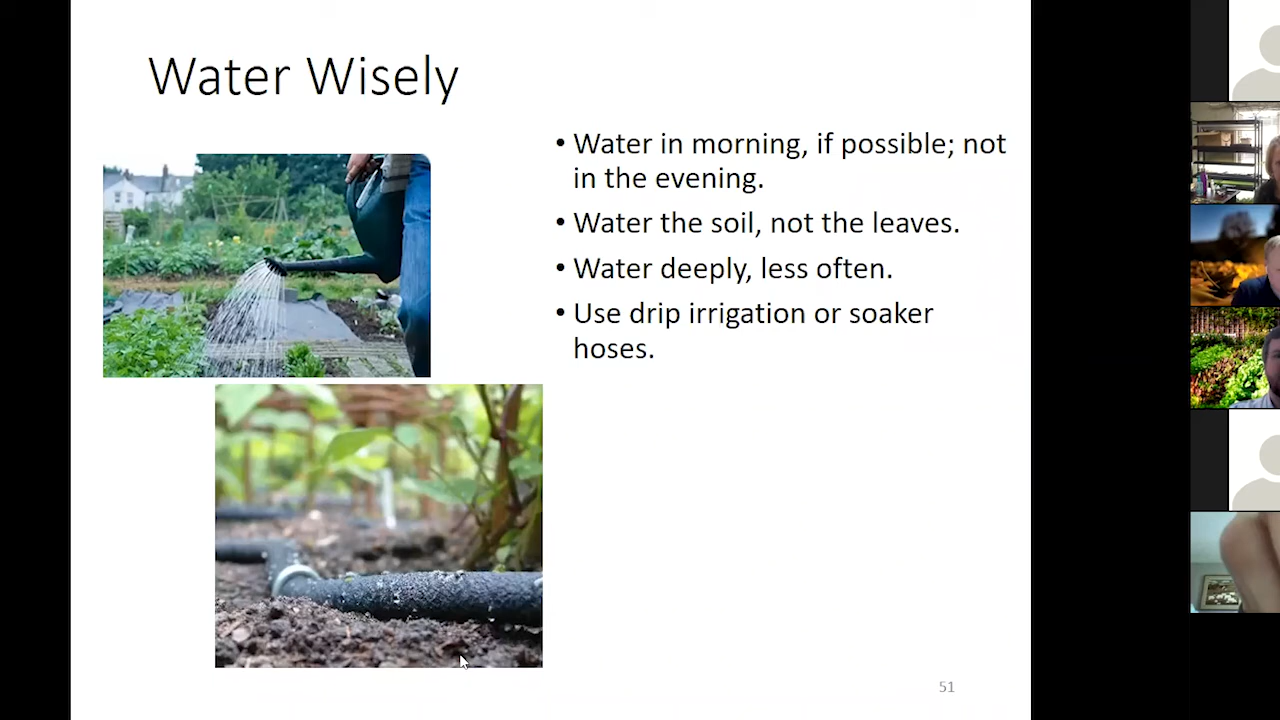 Water Wisely
• Water in morning, if possible; not
in the evening.
• Water the soil, not the leaves.
• Water deeply, less often.
• Use drip irrigation or soaker
hoses.
51